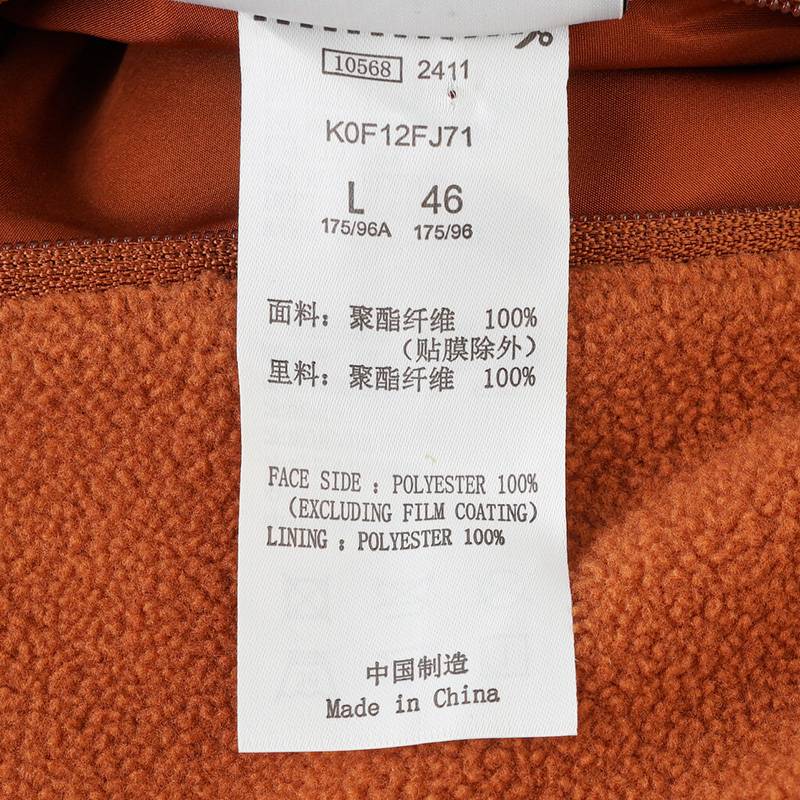 10568 2411
K0F12FJ71
L 46
175/96A 175/96
面料：聚酯纤维 100%
（贴膜除外）
里料：聚酯纤维 100%
FACE SIDE : POLYESTER 100%
(EXCLUDING FILM COATING)
LINING : POLYESTER 100%
中国制造
Made in China